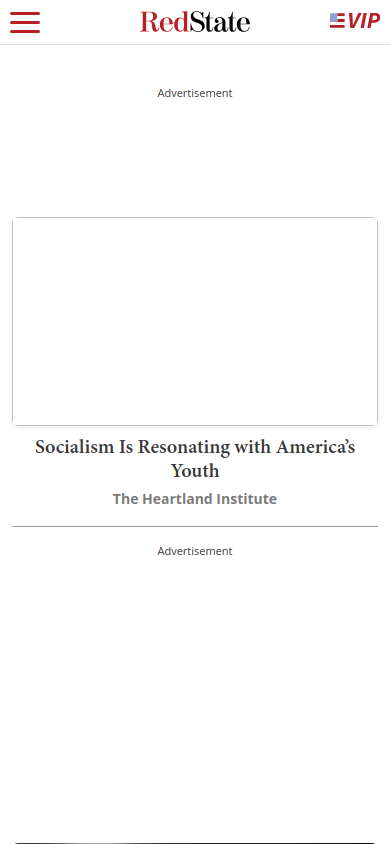 RedState
VIP
Advertisement
Socialism Is Resonating with America’s
Youth
The Heartland Institute
Advertisement